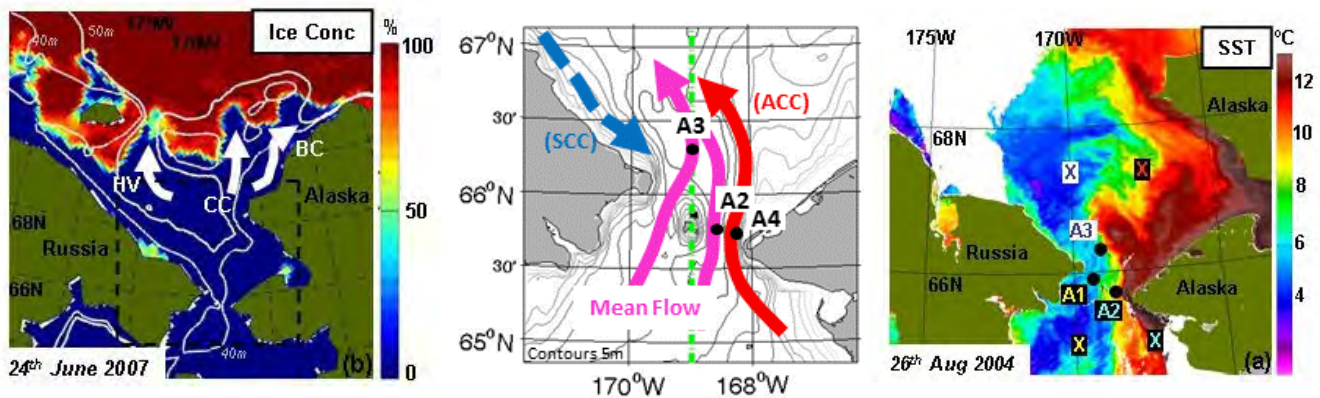 175W
170W
40m
50m
Ice Conc
%
100
50
0
HV
CC
BC
Alaska
Russia
68N
66N
40m
24th June 2007
(b)
67°N
30'
66°N
30'
65°N
(SCC)
(ACC)
A3
A2
A4
Mean Flow
Contours 5m
170°W
168°W
175W
170W
SST
°C
12
10
8
6
4
Alaska
68N
X
X
A3
Russia
66N
A1
A2
Alaska
X
X
26th Aug 2004
(a)